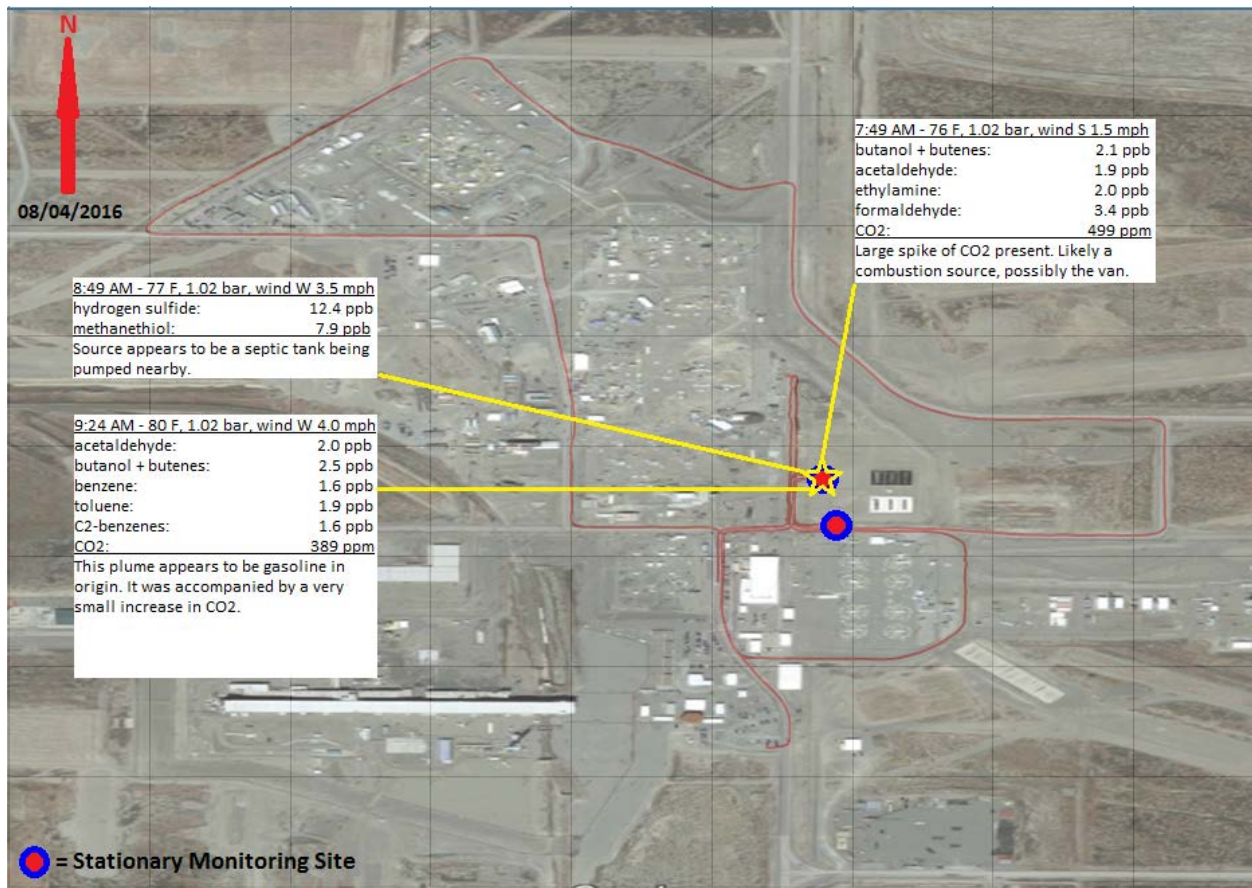 N
08/04/2016
7:49 AM - 76 F, 1.02 bar, wind S 1.5 mph
butanol + butenes: 2.1 ppb
acetaldehyde: 1.9 ppb
ethylamine: 2.0 ppb
formaldehyde: 3.4 ppb
CO2: 499 ppm
Large spike of CO2 present. Likely a
combustion source, possibly the van.
8:49 AM - 77 F, 1.02 bar, wind W 3.5 mph
hydrogen sulfide: 12.4 ppb
methanethiol: 7.9 ppb
Source appears to be a septic tank being
pumped nearby.
9:24 AM - 80 F, 1.02 bar, wind W 4.0 mph
acetaldehyde: 2.0 ppb
butanol + butenes: 2.5 ppb
benzene: 1.6 ppb
toluene: 1.9 ppb
C2-benzenes: 1.6 ppb
CO2: 389 ppm
This plume appears to be gasoline in
origin. It was accompanied by a very
small increase in CO2.
= Stationary Monitoring Site